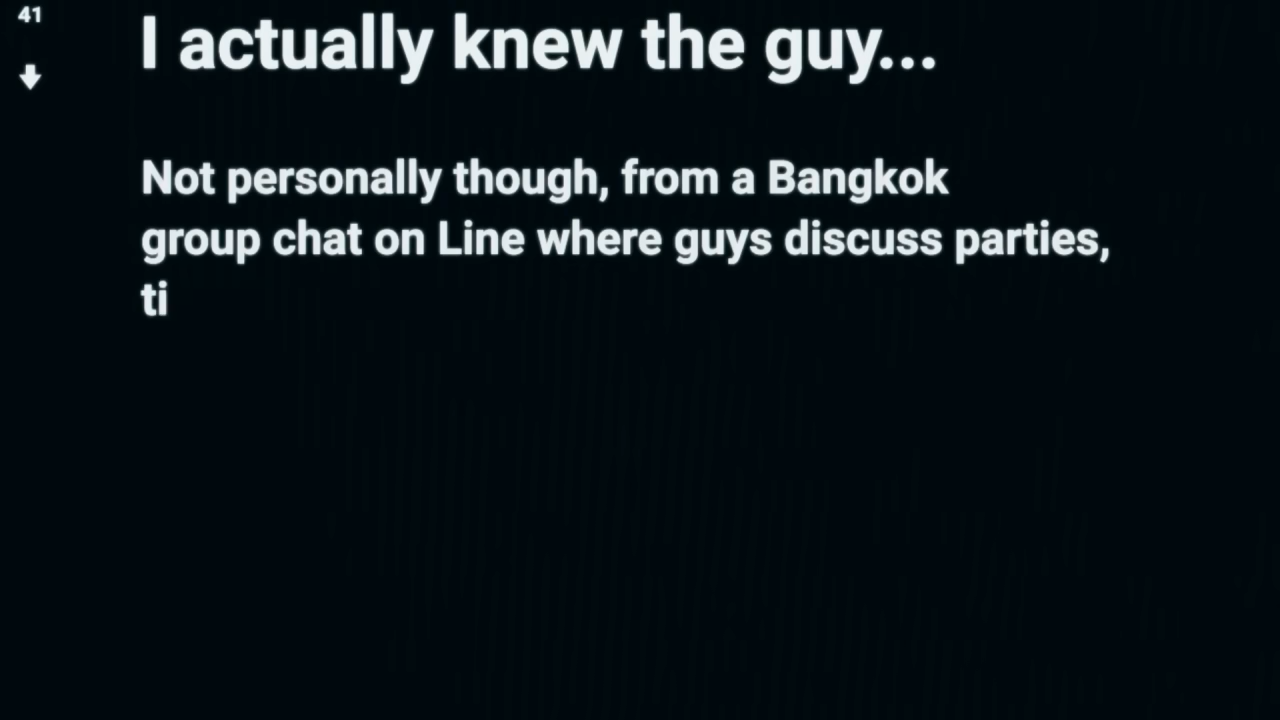 41
I actually knew the guy...
Not personally though, from a Bangkok
group chat on Line where guys discuss parties,
ti